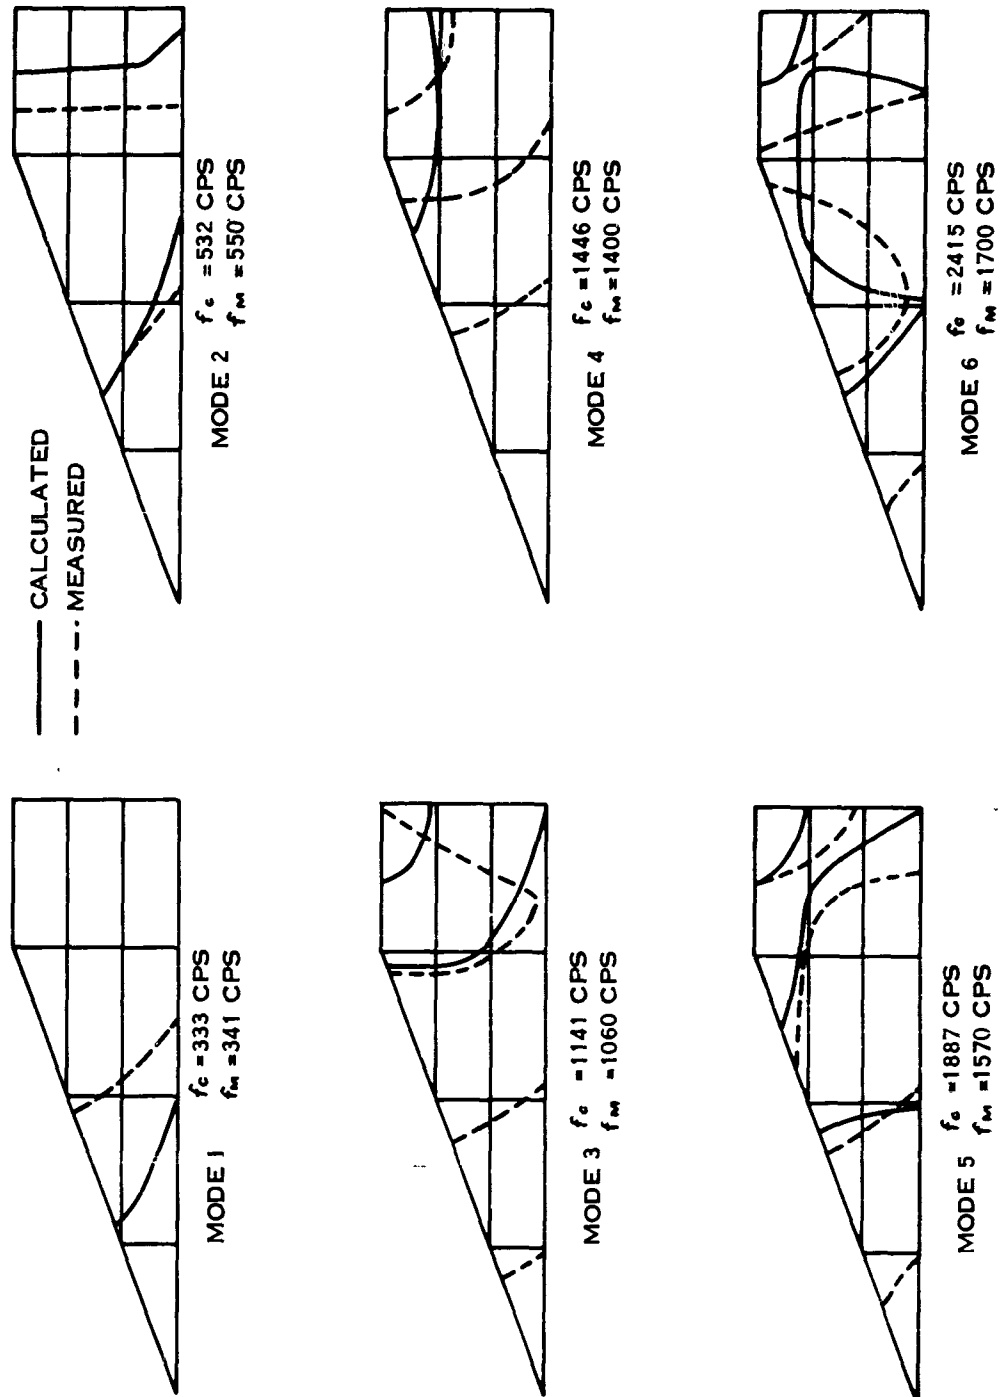 CALCULATED
MEASURED
fc =333 CPS
fM =341 CPS
MODE 1
fc =532 CPS
fM =550 CPS
MODE 2
fc =1141 CPS
fM =1060 CPS
MODE 3
fc =1446 CPS
fM =1400 CPS
MODE 4
fc =1887 CPS
fM =1570 CPS
MODE 5
fc =2415 CPS
fM =1700 CPS
MODE 6